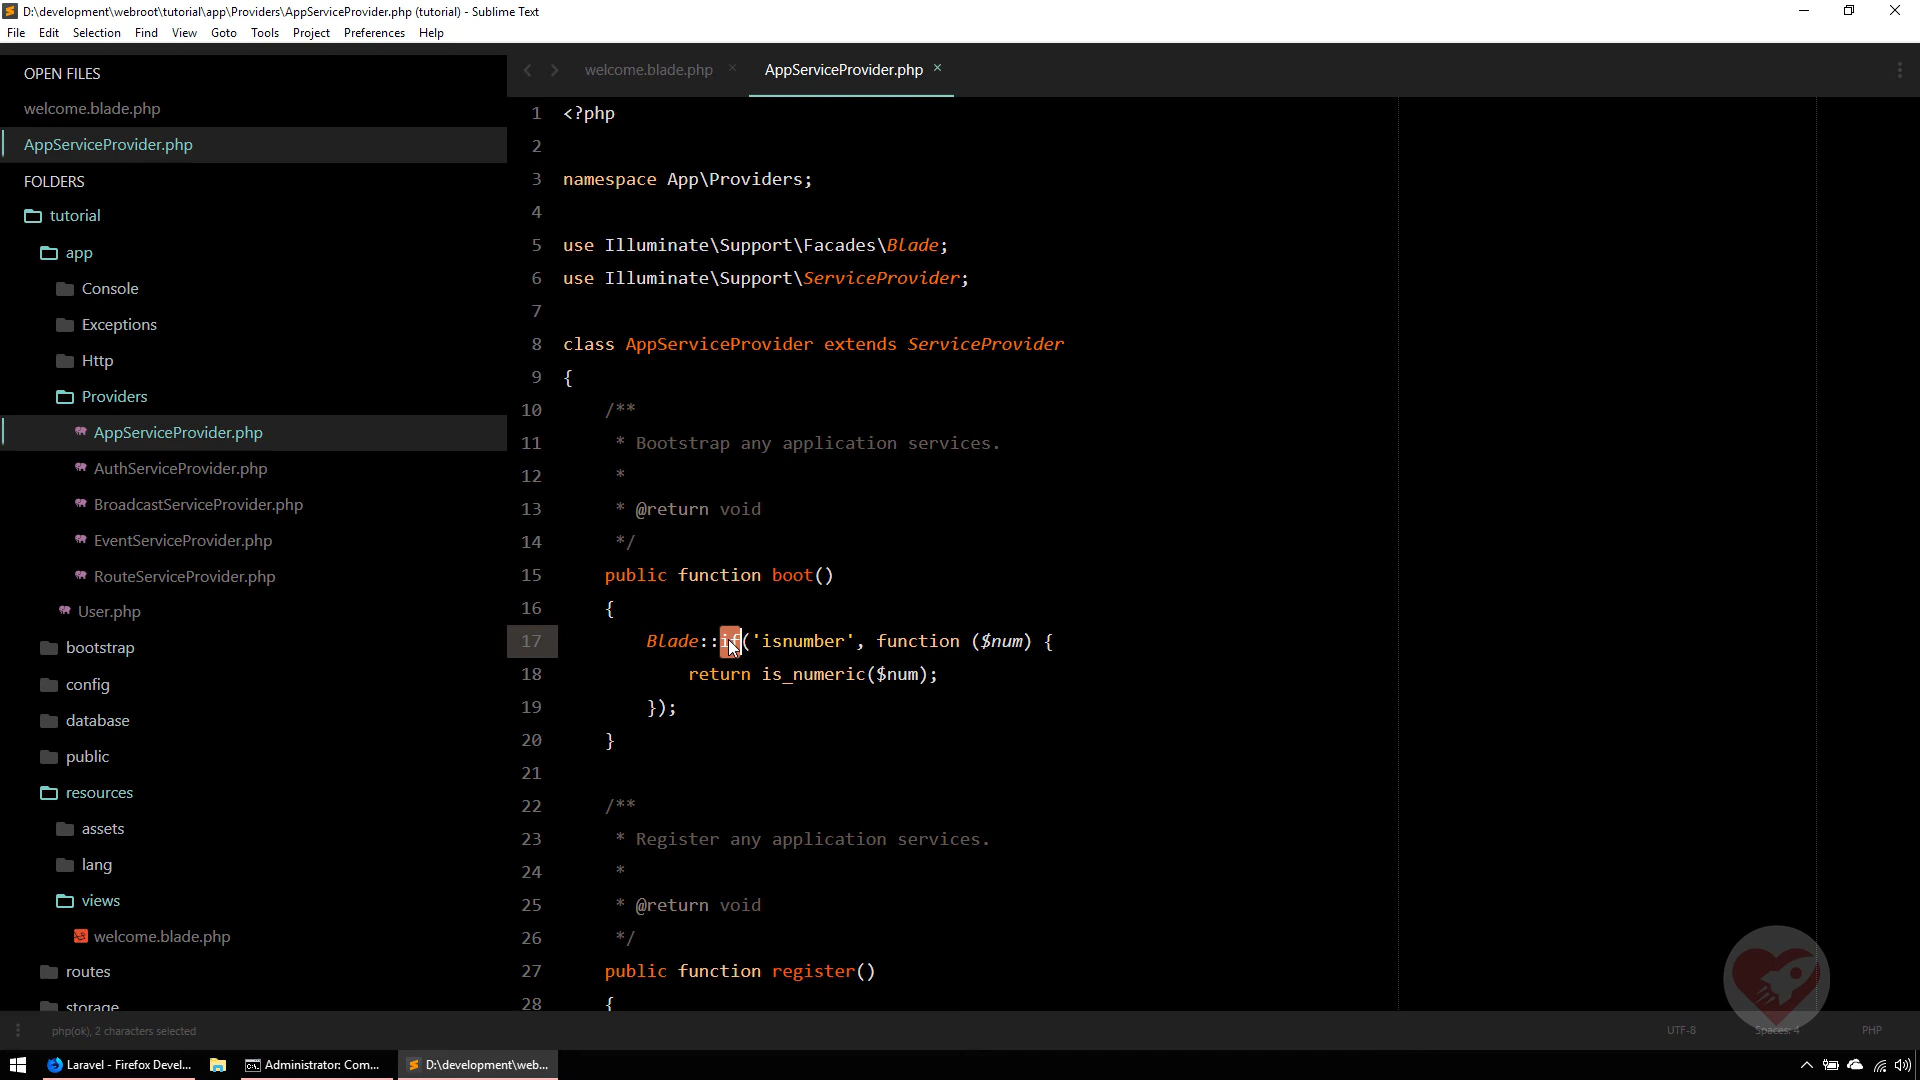 D:\development\webroot\tutorial\app\Providers\AppServiceProvider.php (tutorial) - Sublime Text
File Edit Selection Find View Goto Tools Project Preferences Help
OPEN FILES
welcome.blade.php
AppServiceProvider.php
FOLDERS
tutorial
app
Console
Exceptions
Http
Providers
AppServiceProvider.php
AuthServiceProvider.php
BroadcastServiceProvider.php
EventServiceProvider.php
RouteServiceProvider.php
User.php
bootstrap
config
database
public
resources
assets
lang
views
welcome.blade.php
routes
storage
welcome.blade.php × AppServiceProvider.php ×
1 <?php
2
3 namespace App\Providers;
4
5 use Illuminate\Support\Facades\Blade;
6 use Illuminate\Support\ServiceProvider;
7
8 class AppServiceProvider extends ServiceProvider
9 {
10 /**
11 * Bootstrap any application services.
12 *
13 * @return void
14 */
15 public function boot()
16 {
17 Blade::if('isnumber', function ($num) {
18 return is_numeric($num);
19 });
20 }
21
22 /**
23 * Register any application services.
24 *
25 * @return void
26 */
27 public function register()
28 {
php(ok), 2 characters selected UTF-8 Spaces: 4 PHP
Laravel - Firefox Devel... Administrator: Com... D:\development\web...